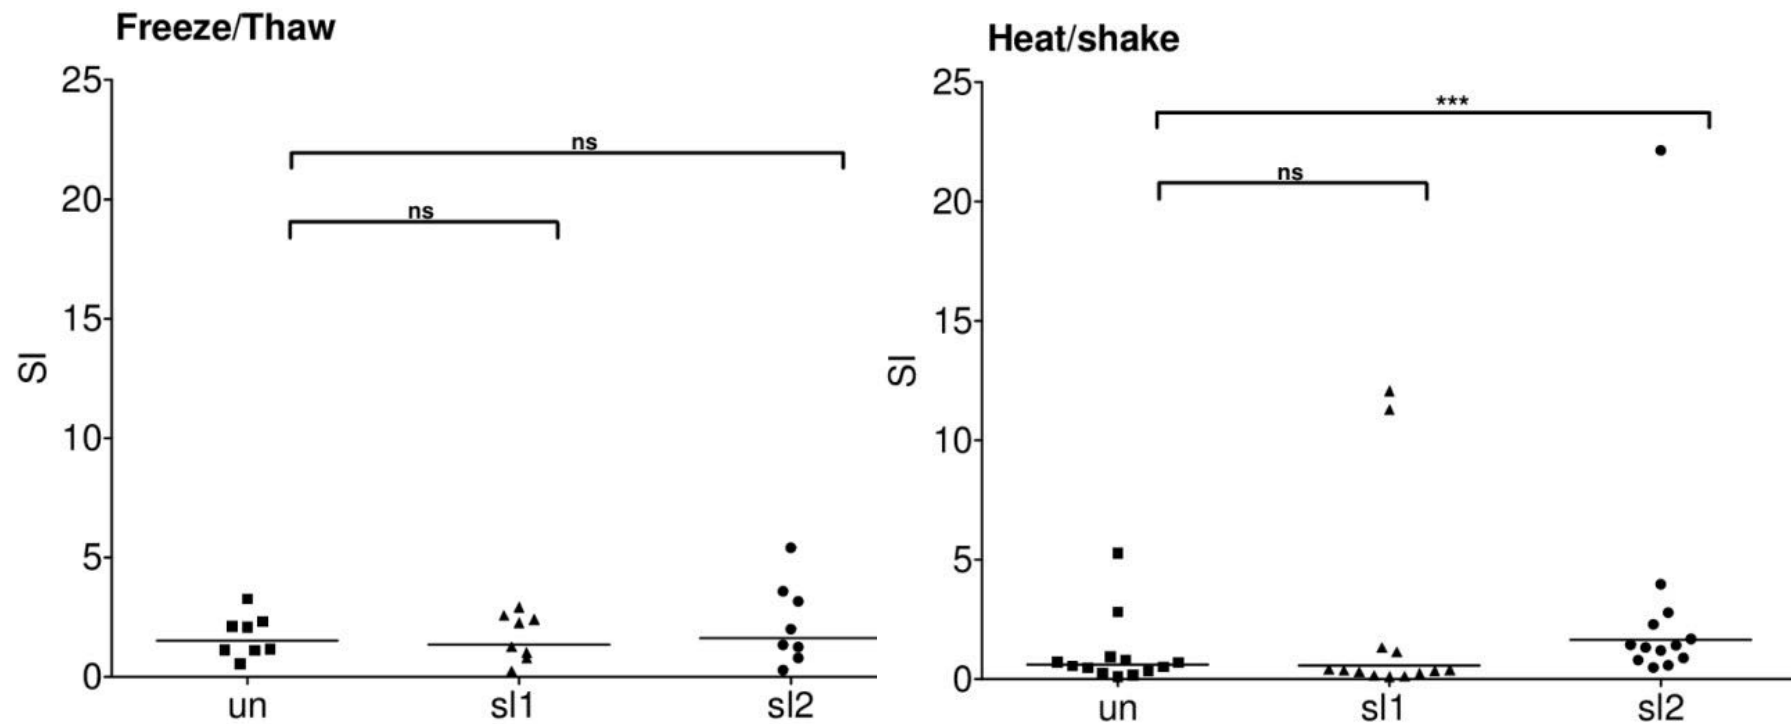 Freeze/Thaw
25
20
15
10
5
0
SI
ns
ns
un
sl1
sl2
Heat/shake
25
20
15
10
5
0
SI
***
ns
un
sl1
sl2